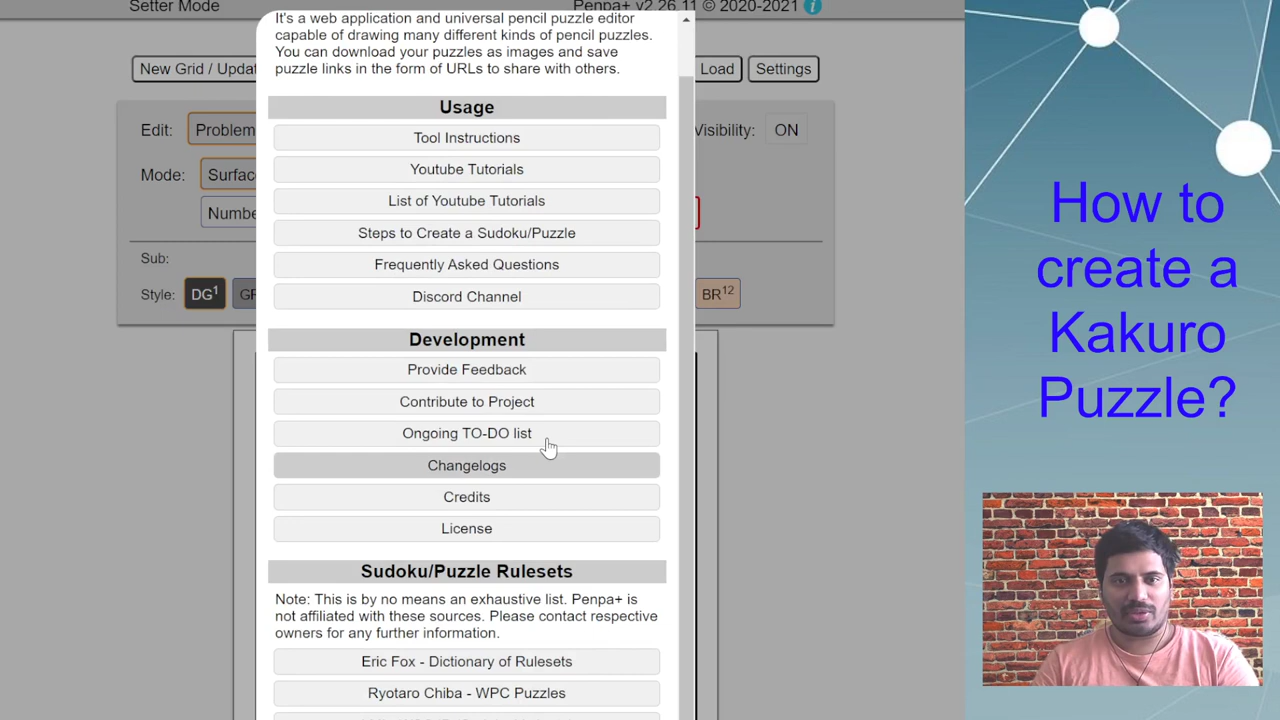 Setter Mode
Penpa+ v2.26.11 © 2020-2021 i
It's a web application and universal pencil puzzle editor
capable of drawing many different kinds of pencil puzzles.
You can download your puzzles as images and save
puzzle links in the form of URLs to share with others.
New Grid / Updat
Load
Settings
Usage
Edit:
Problem
Visibility:
ON
Tool Instructions
Youtube Tutorials
Mode:
Surfac
List of Youtube Tutorials
Numbe
Steps to Create a Sudoku/Puzzle
Sub:
Frequently Asked Questions
Style:
DG1
GR
BR12
Discord Channel
Development
Provide Feedback
Contribute to Project
Ongoing TO-DO list
Changelogs
Credits
License
Sudoku/Puzzle Rulesets
Note: This is by no means an exhaustive list. Penpa+ is
not affiliated with these sources. Please contact respective
owners for any further information.
Eric Fox - Dictionary of Rulesets
Ryotaro Chiba - WPC Puzzles
How to
create a
Kakuro
Puzzle?